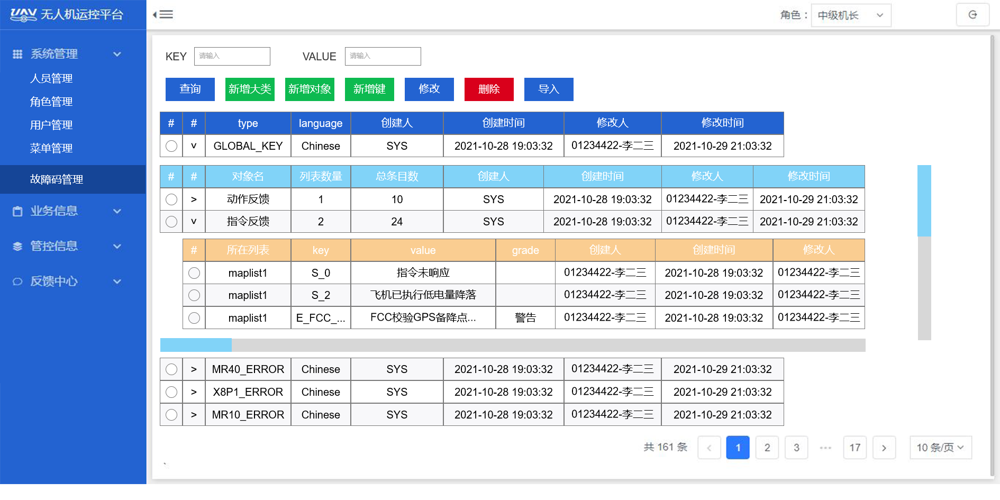 UAV 无人机运控平台
角色： 中级机长
系统管理
人员管理
角色管理
用户管理
菜单管理
故障码管理
业务信息
管控信息
反馈中心
KEY 请输入 VALUE 请输入
查询 新增大类 新增对象 新增键 修改 删除 导入
# # type language 创建人 创建时间 修改人 修改时间
v GLOBAL_KEY Chinese SYS 2021-10-28 19:03:32 01234422-李二三 2021-10-29 21:03:32
# # 对象名 列表数量 总条目数 创建人 创建时间 修改人 修改时间
> 动作反馈 1 10 SYS 2021-10-28 19:03:32 01234422-李二三 2021-10-29 21:03:32
v 指令反馈 2 24 SYS 2021-10-28 19:03:32 01234422-李二三 2021-10-29 21:03:32
# 所在列表 key value grade 创建人 创建时间 修改人
maplist1 S_0 指令未响应 01234422-李二三 2021-10-28 19:03:32 01234422-李二三
maplist1 S_2 飞机已执行低电量降落 01234422-李二三 2021-10-28 19:03:32 01234422-李二三
maplist1 E_FCC_... FCC校验GPS备降点... 警告 01234422-李二三 2021-10-28 19:03:32 01234422-李二三
> MR40_ERROR Chinese SYS 2021-10-28 19:03:32 01234422-李二三 2021-10-29 21:03:32
> X8P1_ERROR Chinese SYS 2021-10-28 19:03:32 01234422-李二三 2021-10-29 21:03:32
> MR10_ERROR Chinese SYS 2021-10-28 19:03:32 01234422-李二三 2021-10-29 21:03:32
共 161 条 < 1 2 3 ••• 17 > 10 条/页
、